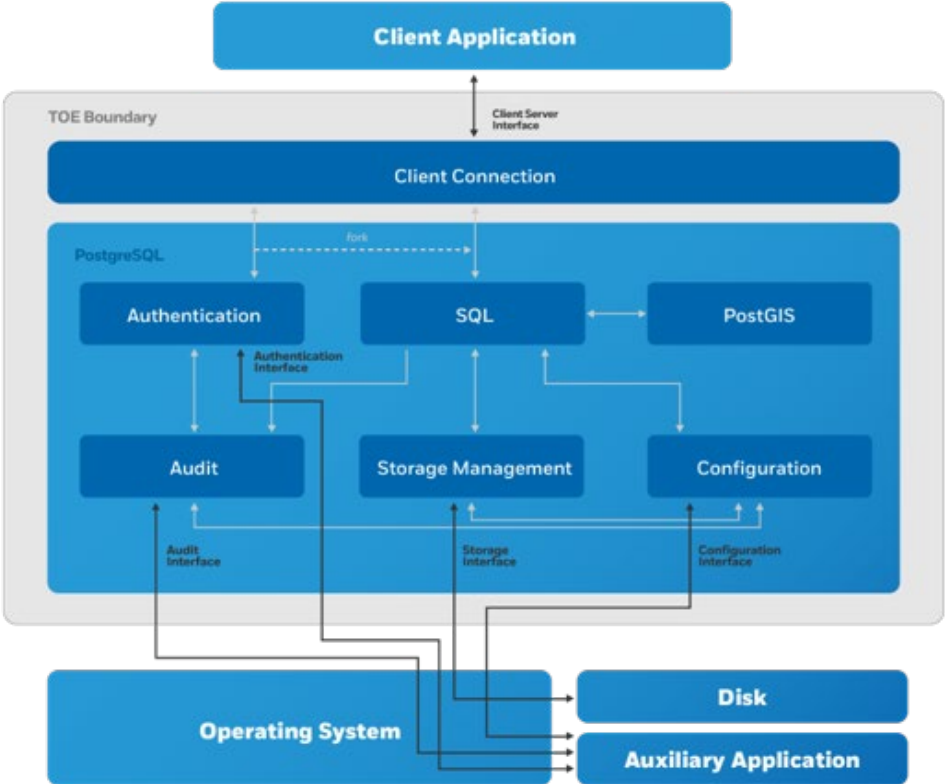 Client Application
TOE Boundary
Client Server
Interface
Client Connection
fork
PostgreSQL
Authentication
SQL
PostGIS
Authentication
Interface
Audit
Storage Management
Configuration
Audit
Interface
Storage
Interface
Configuration
Interface
Operating System
Disk
Auxiliary Application